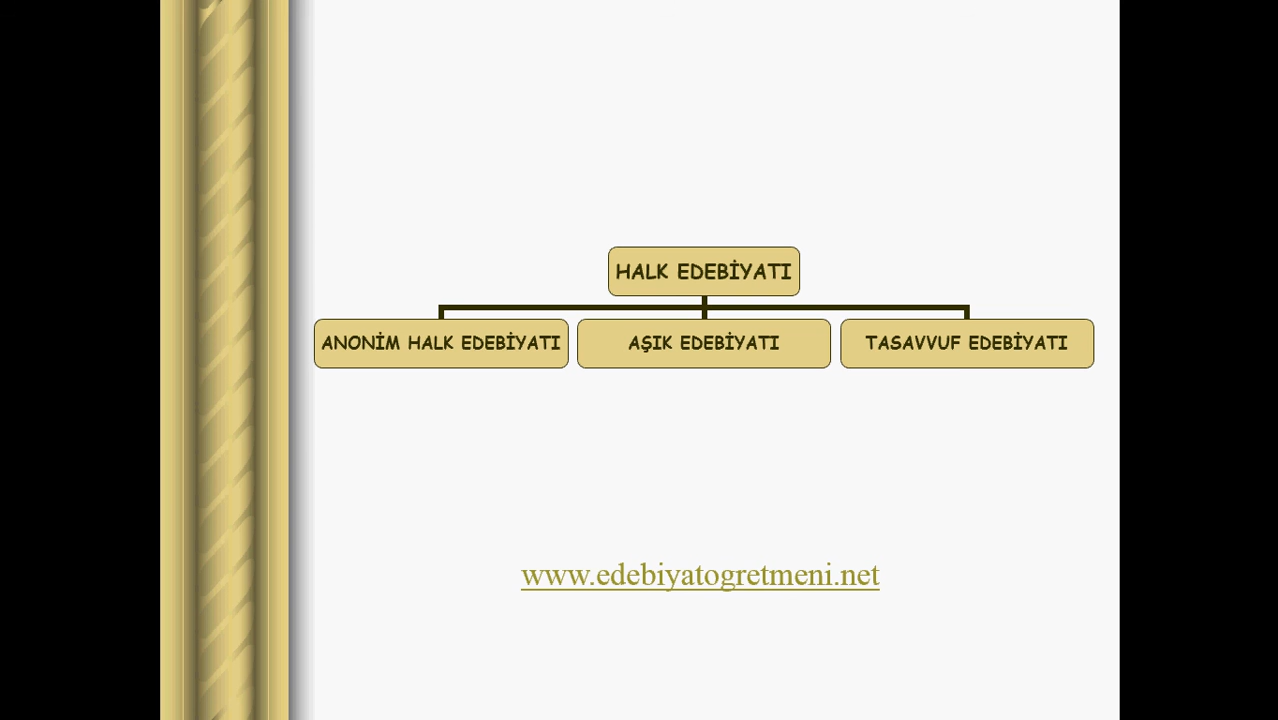 HALK EDEBİYATI
ANONİM HALK EDEBİYATI
AŞIK EDEBİYATI
TASAVVUF EDEBİYATI
www.edebiyatogretmeni.net